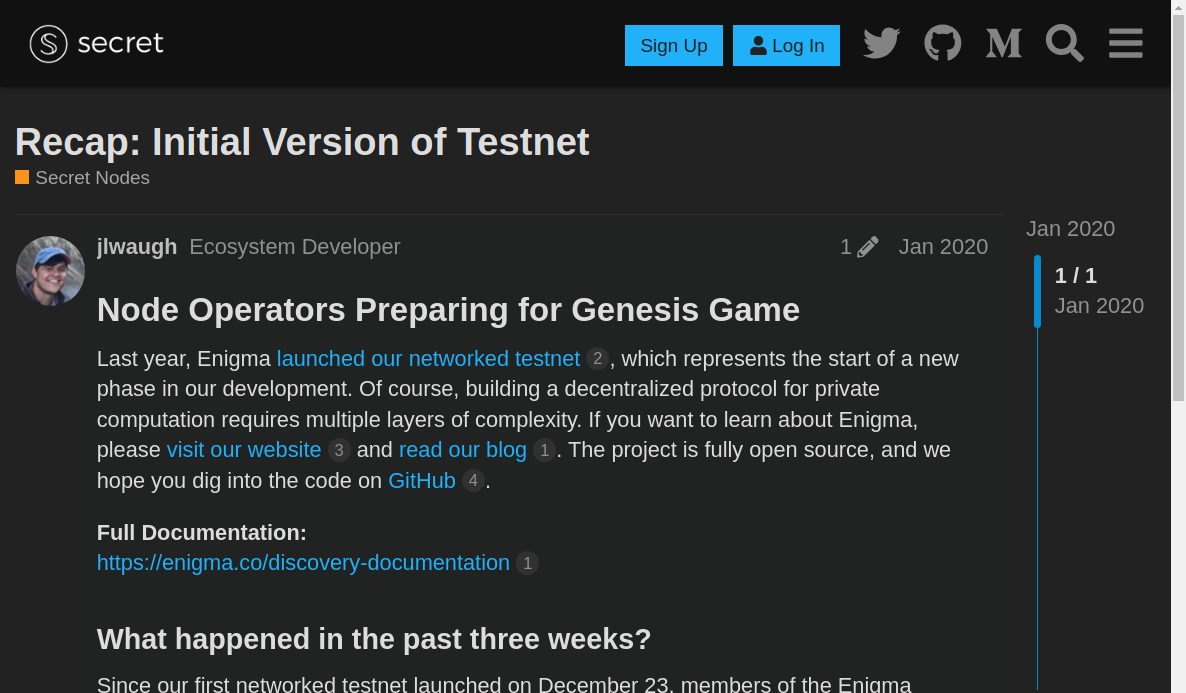 secret
Sign Up
Log In
Recap: Initial Version of Testnet
Secret Nodes
Jan 2020
jlwaugh Ecosystem Developer
1
Jan 2020
1 / 1
Jan 2020
Node Operators Preparing for Genesis Game
Last year, Enigma launched our networked testnet 2, which represents the start of a new
phase in our development. Of course, building a decentralized protocol for private
computation requires multiple layers of complexity. If you want to learn about Enigma,
please visit our website 3 and read our blog 1. The project is fully open source, and we
hope you dig into the code on GitHub 4.
Full Documentation:
https://enigma.co/discovery-documentation 1
What happened in the past three weeks?
Since our first networked testnet launched on December 23, members of the Enigma